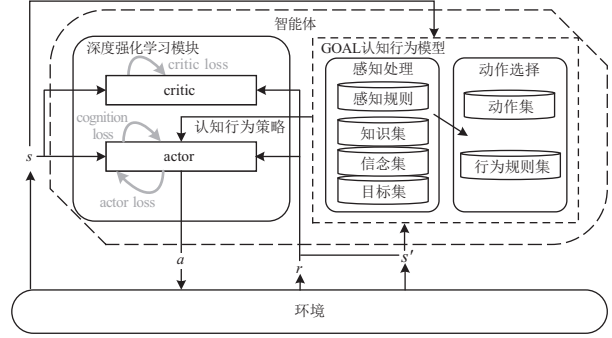 智能体
深度强化学习模块
critic loss
critic
cognition
loss
认知行为策略
actor
actor loss
GOAL认知行为模型
感知处理
感知规则
知识集
信念集
目标集
动作选择
动作集
行为规则集
s
a
r
s′
环境